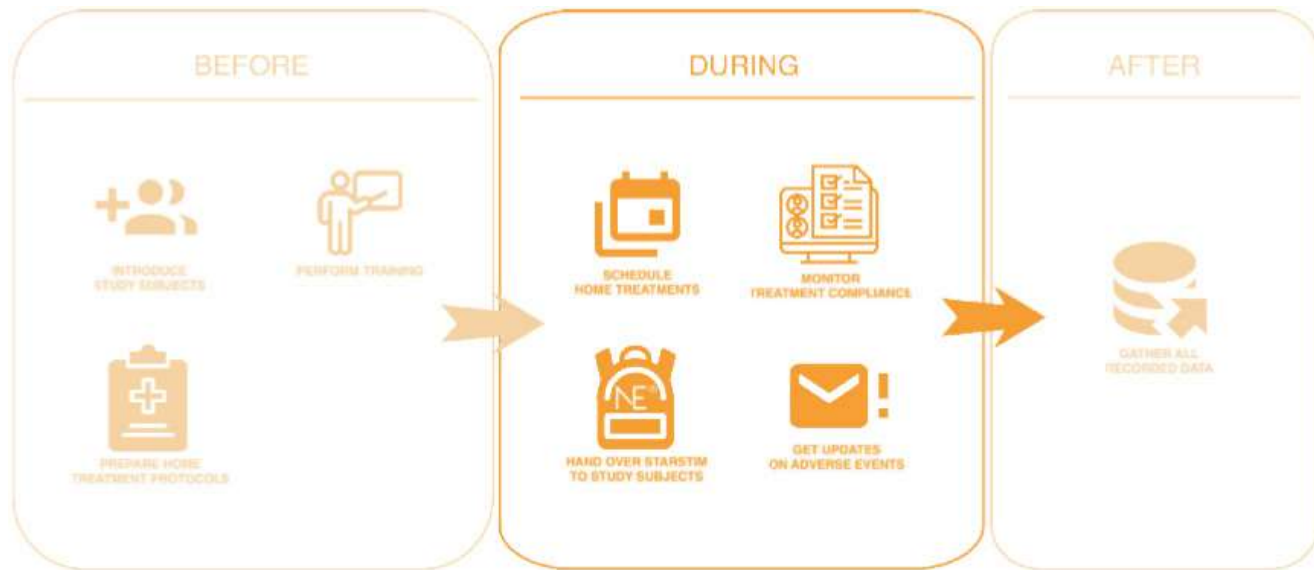 BEFORE
INTRODUCE
STUDY SUBJECTS
PERFORM TRAINING
PREPARE HOME
TREATMENT PROTOCOLS
DURING
SCHEDULE
HOME TREATMENTS
MONITOR
TREATMENT COMPLIANCE
NE®
HAND OVER STARSTIM
TO STUDY SUBJECTS
GET UPDATES
ON ADVERSE EVENTS
AFTER
GATHER ALL
RECORDED DATA